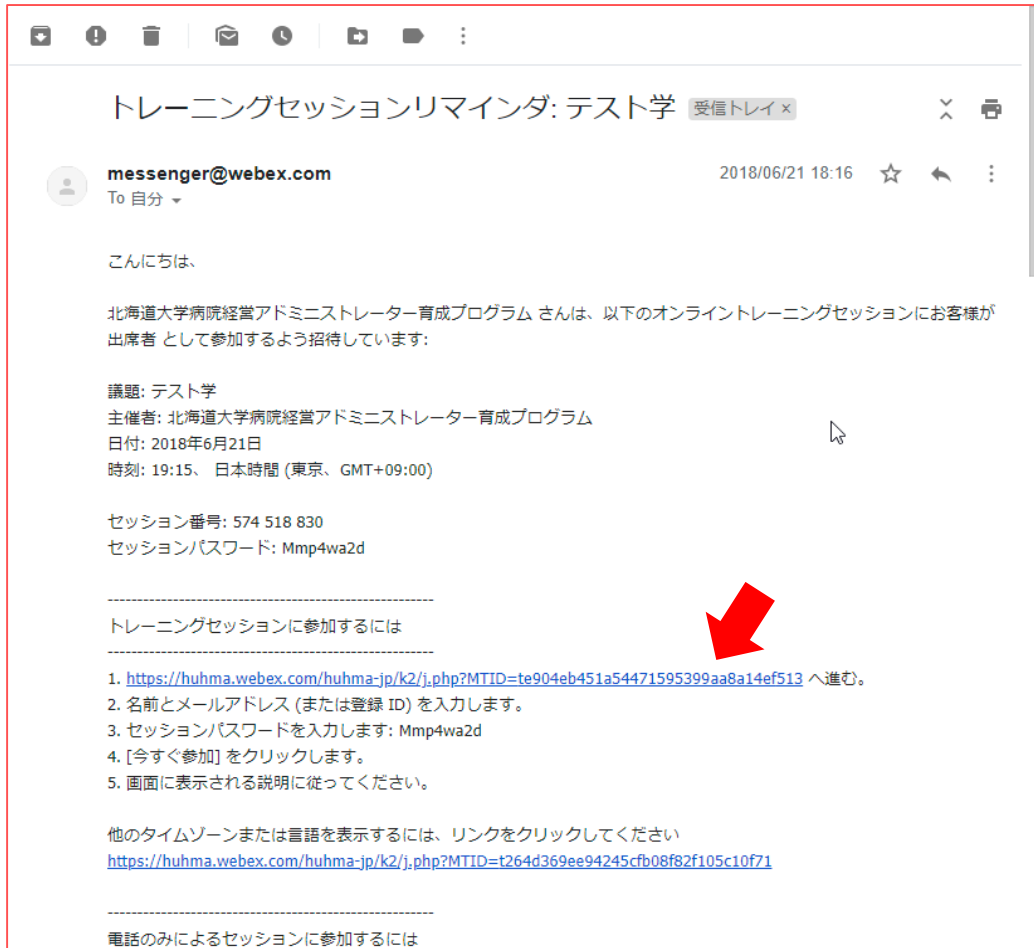 トレーニングセッションリマインダ: テスト学 受信トレイ ×
messenger@webex.com 2018/06/21 18:16
To 自分
こんにちは、
北海道大学病院経営アドミニストレーター育成プログラム さんは、以下のオンライントレーニングセッションにお客様が
出席者 として参加するよう招待しています:
議題: テスト学
主催者: 北海道大学病院経営アドミニストレーター育成プログラム
日付: 2018年6月21日
時刻: 19:15、 日本時間 (東京、GMT+09:00)
セッション番号: 574 518 830
セッションパスワード: Mmp4wa2d
-------------------------------------------------------
トレーニングセッションに参加するには
-------------------------------------------------------
1. https://huhma.webex.com/huhma-jp/k2/j.php?MTID=te904eb451a54471595399aa8a14ef513 へ進む。
2. 名前とメールアドレス (または登録 ID) を入力します。
3. セッションパスワードを入力します: Mmp4wa2d
4. [今すぐ参加] をクリックします。
5. 画面に表示される説明に従ってください。
他のタイムゾーンまたは言語を表示するには、リンクをクリックしてください
https://huhma.webex.com/huhma-jp/k2/j.php?MTID=t264d369ee94245cfb08f82f105c10f71
-------------------------------------------------------
電話のみによるセッションに参加するには